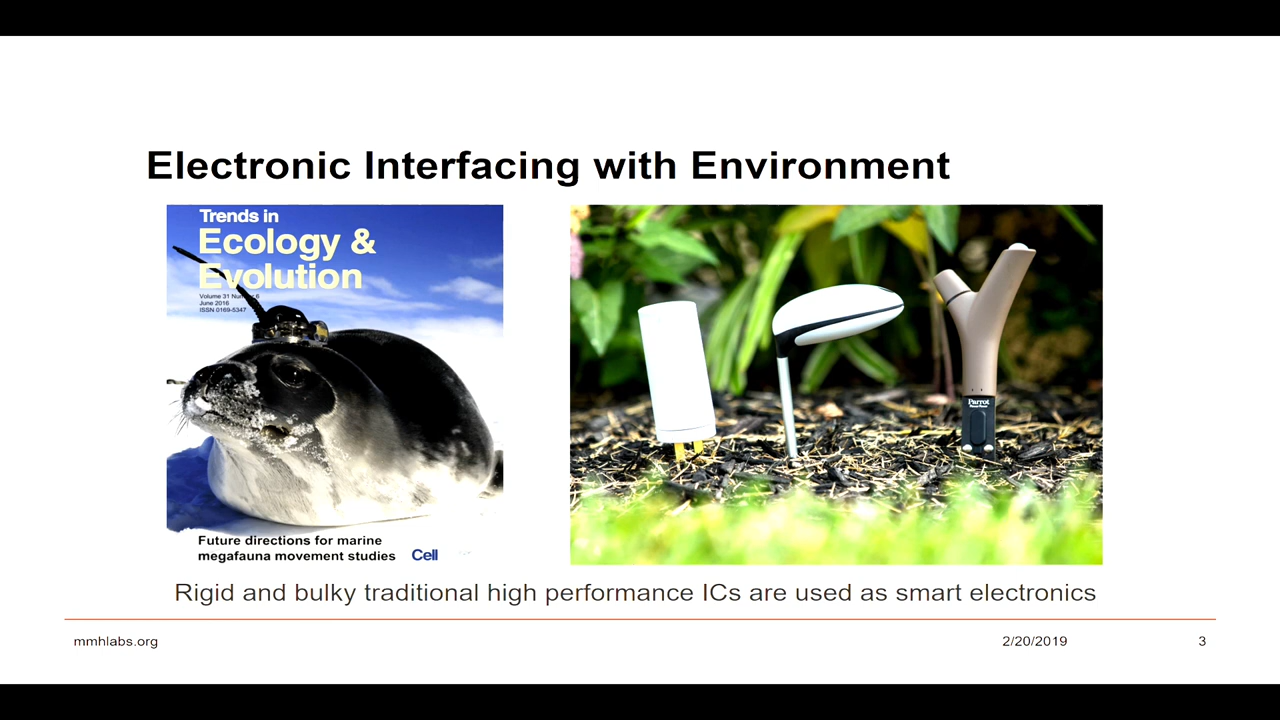 Electronic Interfacing with Environment
Trends in
Ecology &
Evolution
Volume 31 Number 6
June 2016
ISSN 0169-5347
Future directions for marine
megafauna movement studies
Cell
Parrot
Rigid and bulky traditional high performance ICs are used as smart electronics
mmhlabs.org
2/20/2019
3